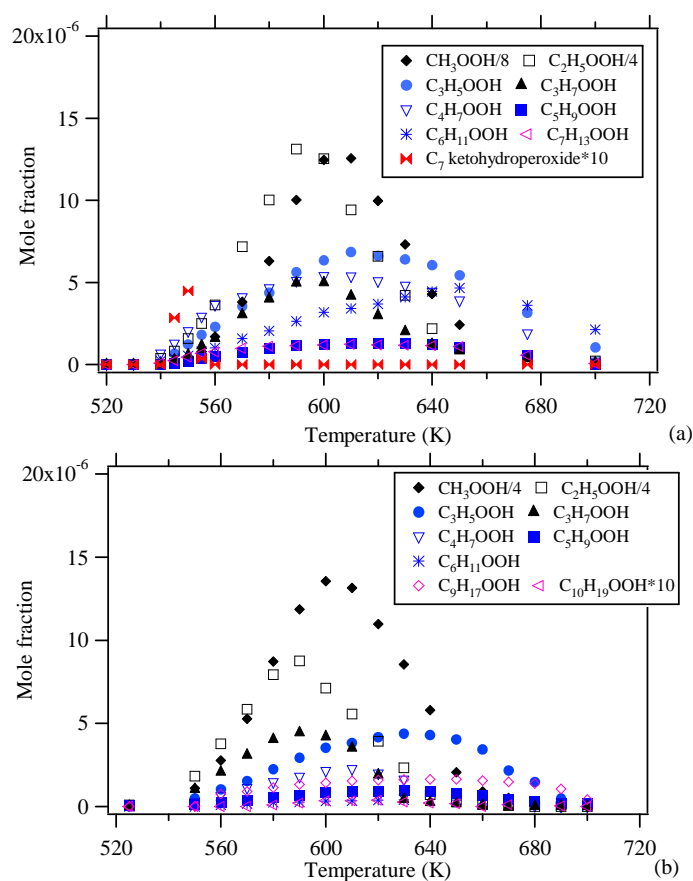 20x10⁻⁶
15
10
5
0
Mole fraction
CH₃OOH/8 C₂H₅OOH/4
C₃H₅OOH C₃H₇OOH
C₄H₇OOH C₅H₉OOH
C₆H₁₁OOH C₇H₁₃OOH
C₇ ketohydroperoxide*10
520 560 600 640 680 720
Temperature (K)
(a)
20x10⁻⁶
15
10
5
0
Mole fraction
CH₃OOH/4 C₂H₅OOH/4
C₃H₅OOH C₃H₇OOH
C₄H₇OOH C₅H₉OOH
C₆H₁₁OOH
C₉H₁₇OOH C₁₀H₁₉OOH*10
520 560 600 640 680 720
Temperature (K)
(b)